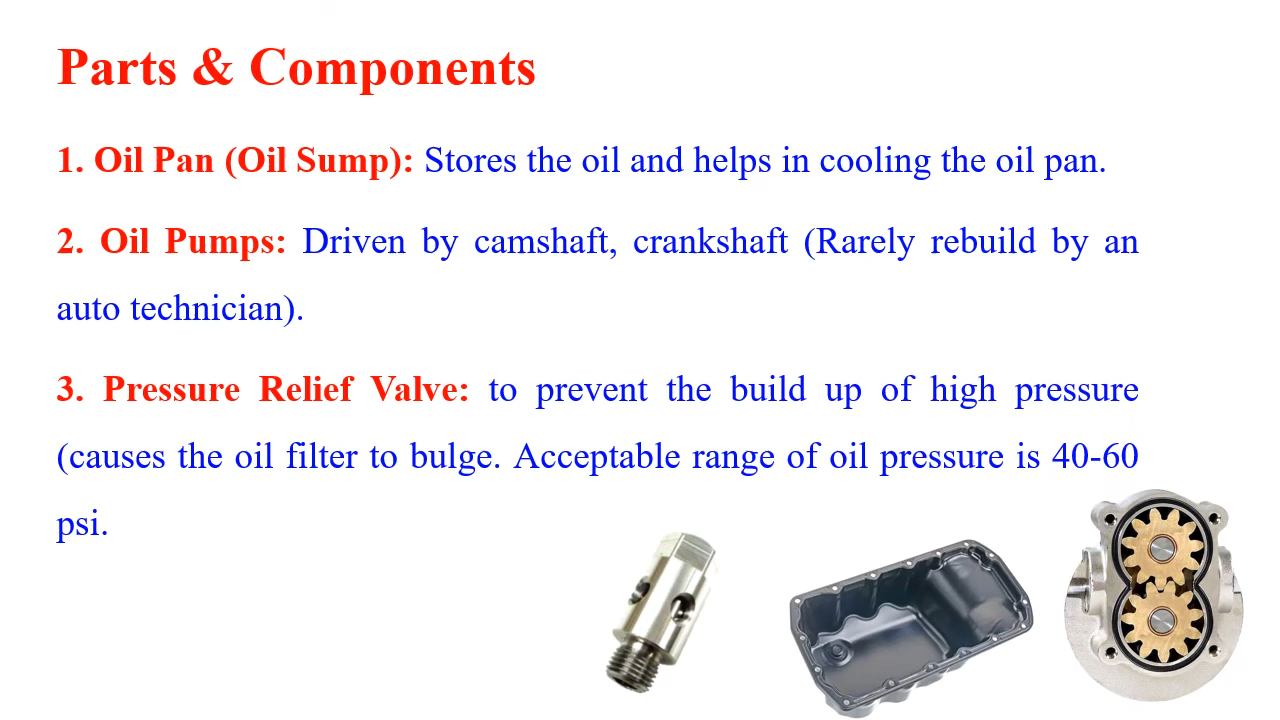 Parts & Components
1. Oil Pan (Oil Sump): Stores the oil and helps in cooling the oil pan.
2. Oil Pumps: Driven by camshaft, crankshaft (Rarely rebuild by an
auto technician).
3. Pressure Relief Valve: to prevent the build up of high pressure
(causes the oil filter to bulge. Acceptable range of oil pressure is 40-60
psi.